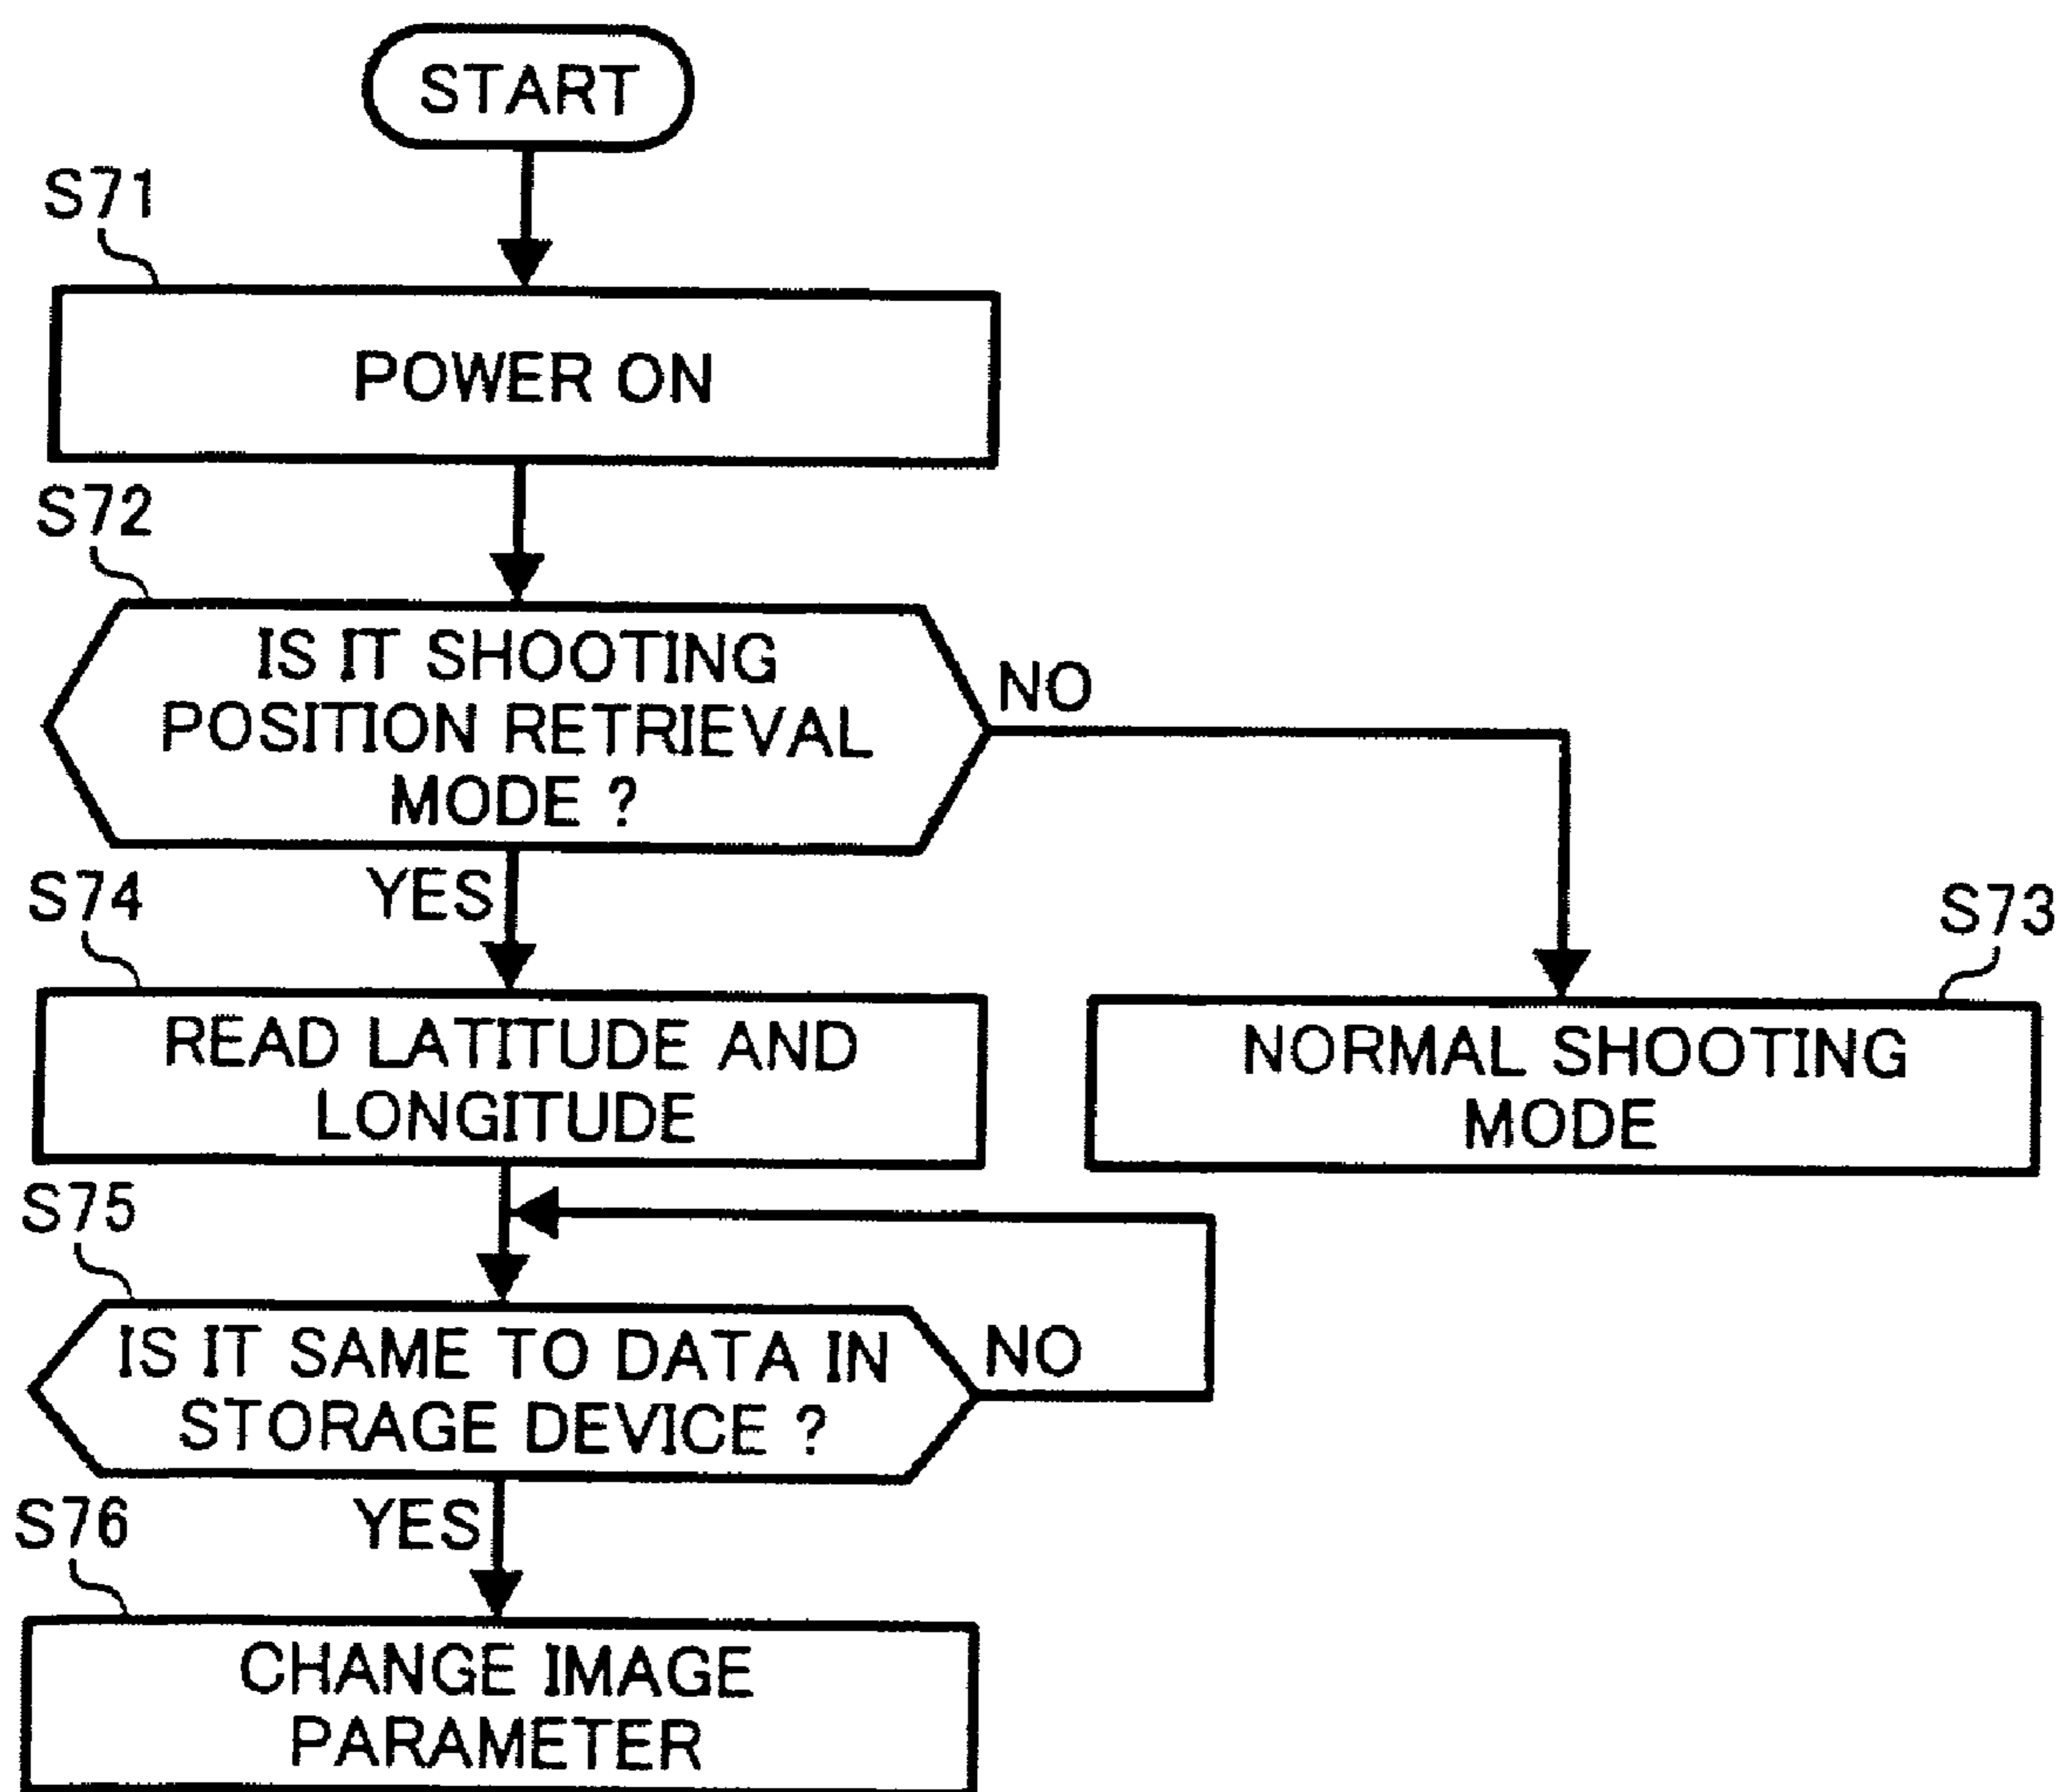 START
S71
POWER ON
S72
IS IT SHOOTING
POSITION RETRIEVAL
MODE ?
NO
YES
S74
READ LATITUDE AND
LONGITUDE
S73
NORMAL SHOOTING
MODE
S75
IS IT SAME TO DATA IN
STORAGE DEVICE ?
NO
YES
S76
CHANGE IMAGE
PARAMETER